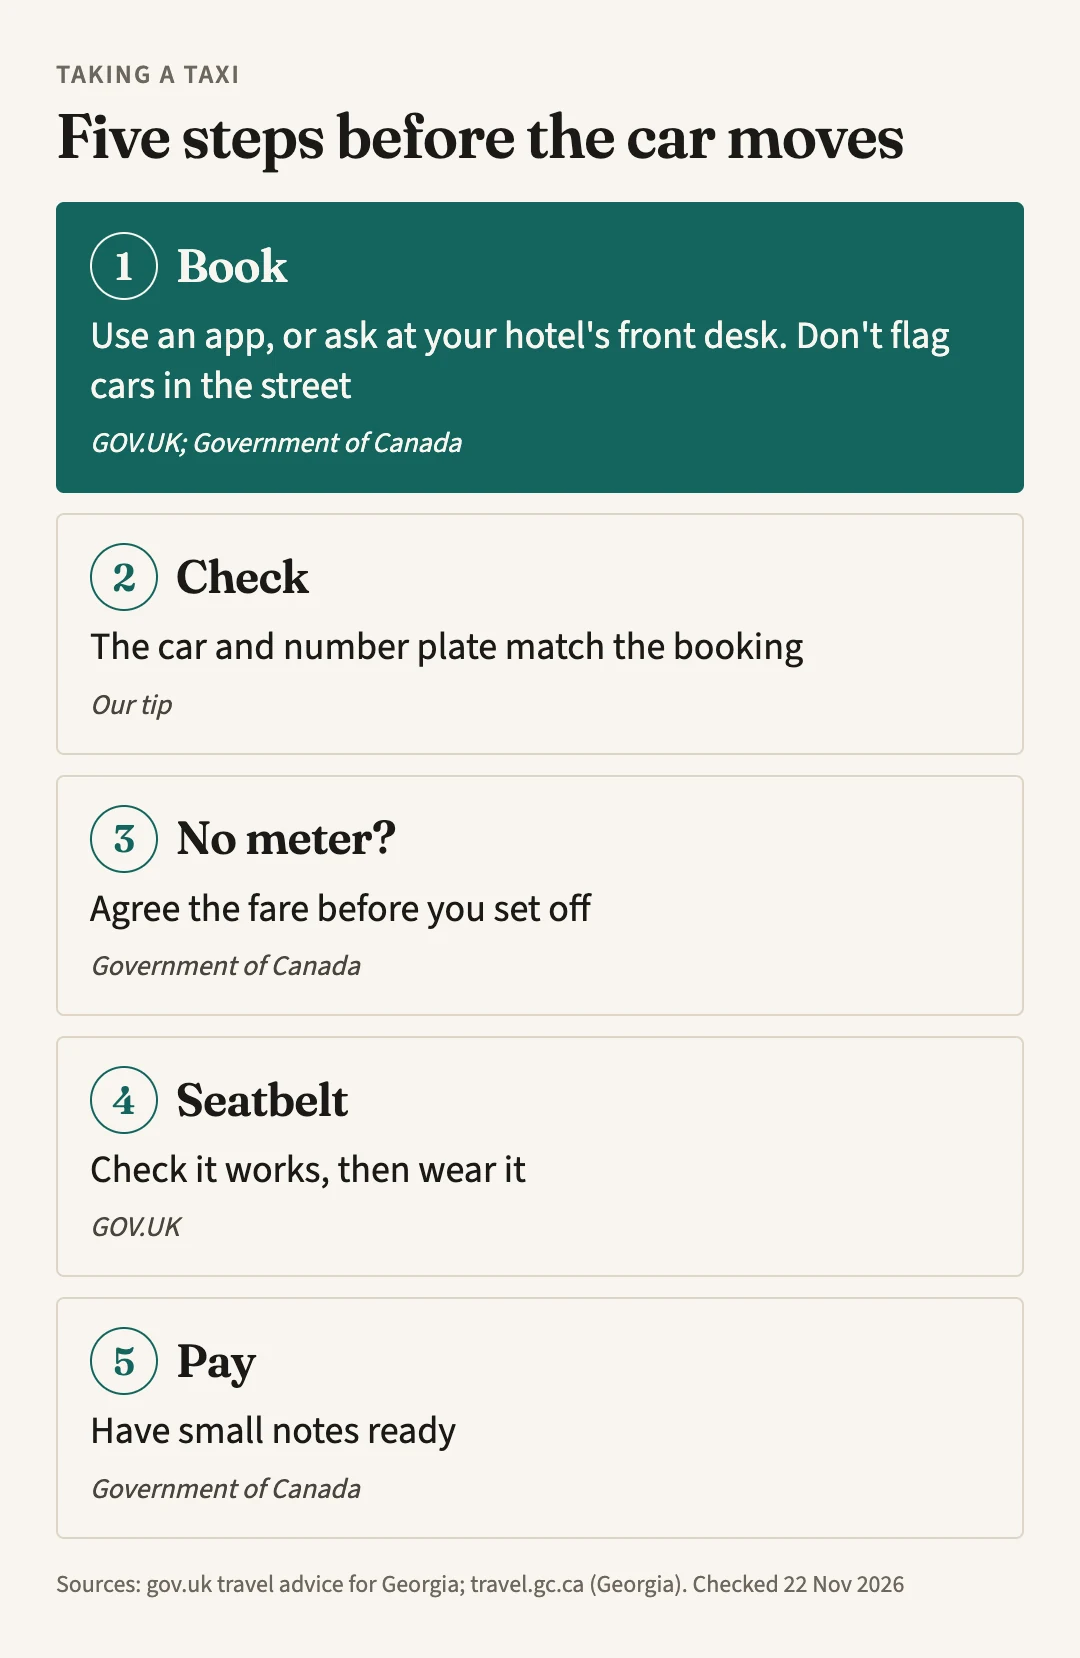 TAKING A TAXI
Five steps before the car moves
1 Book
Use an app, or ask at your hotel's front desk. Don't flag
cars in the street
GOV.UK; Government of Canada
2 Check
The car and number plate match the booking
Our tip
3 No meter?
Agree the fare before you set off
Government of Canada
4 Seatbelt
Check it works, then wear it
GOV.UK
5 Pay
Have small notes ready
Government of Canada
Sources: gov.uk travel advice for Georgia; travel.gc.ca (Georgia). Checked 22 Nov 2026